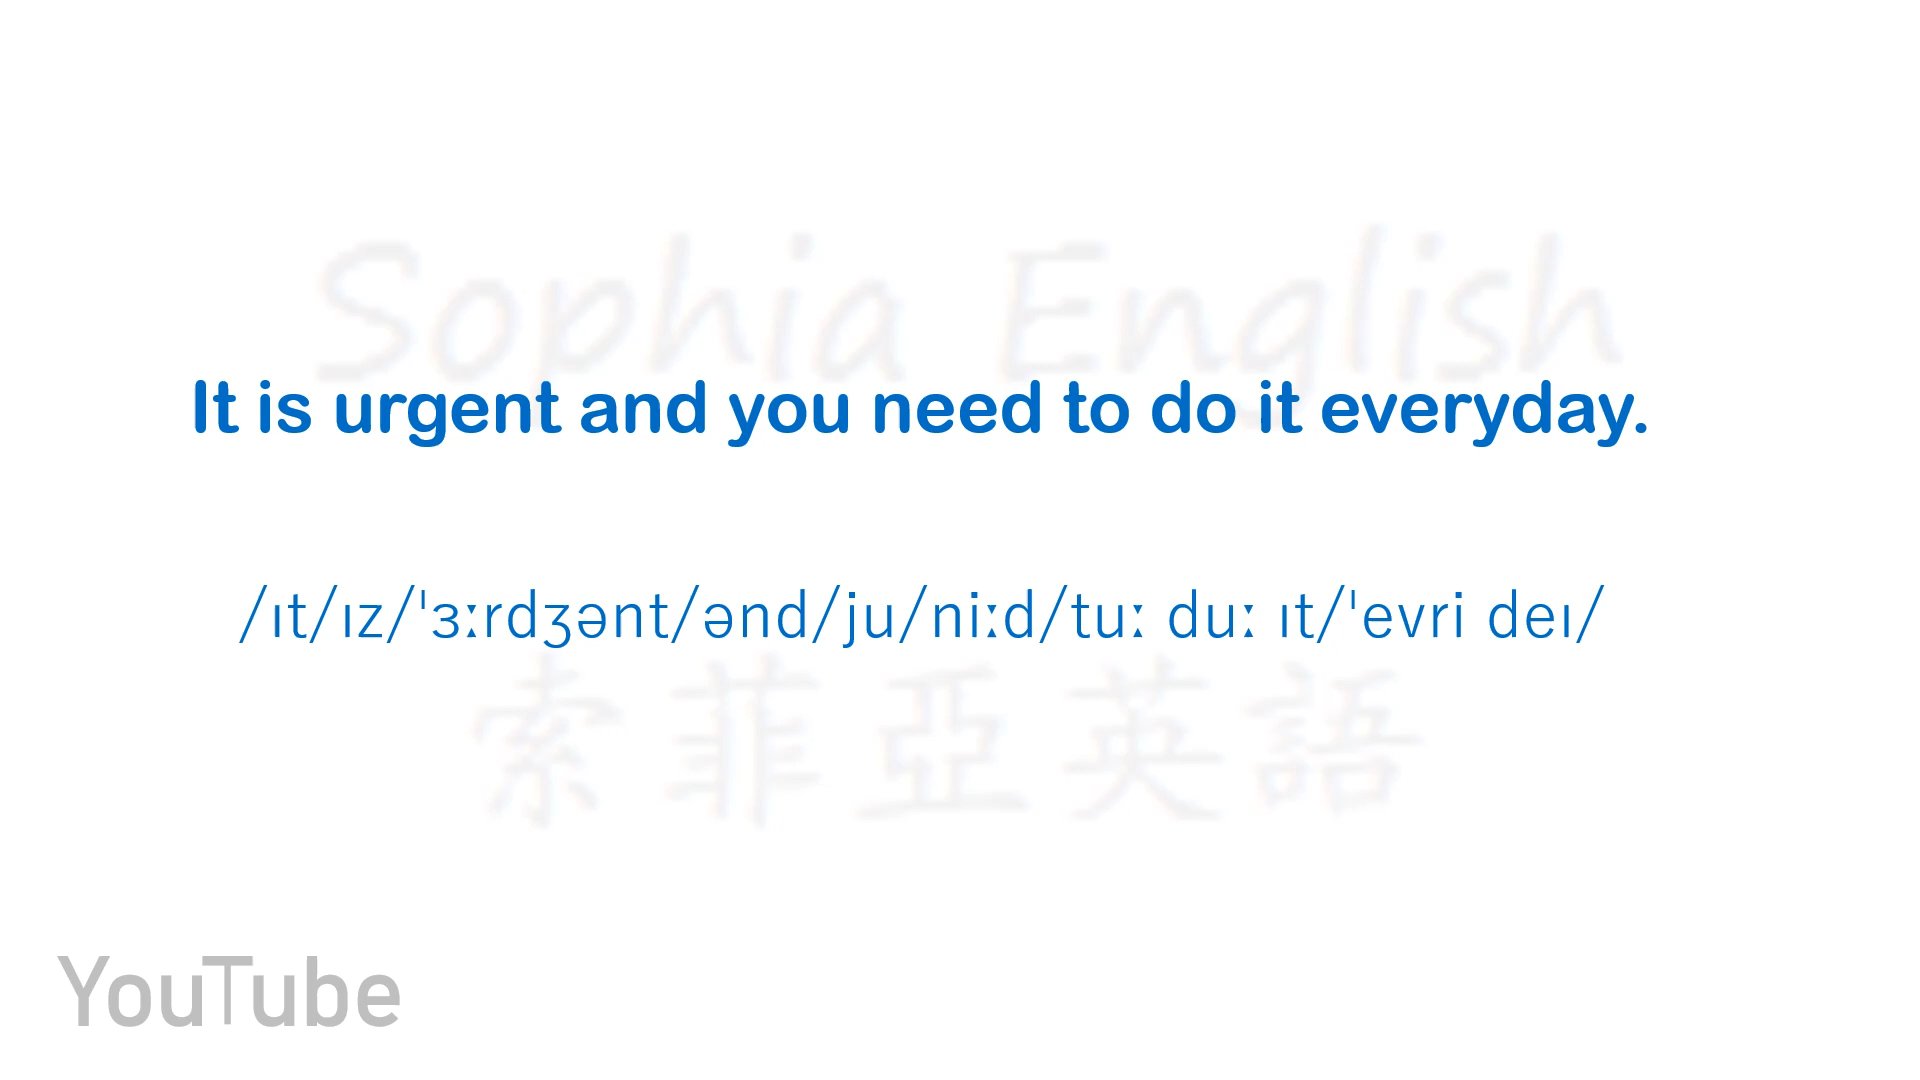 Sophia English
It is urgent and you need to do it everyday.
/ɪt/ɪz/ˈɜːrdʒənt/ənd/ju/niːd/tuː duː ɪt/ˈevri deɪ/
索菲亞英語
YouTube